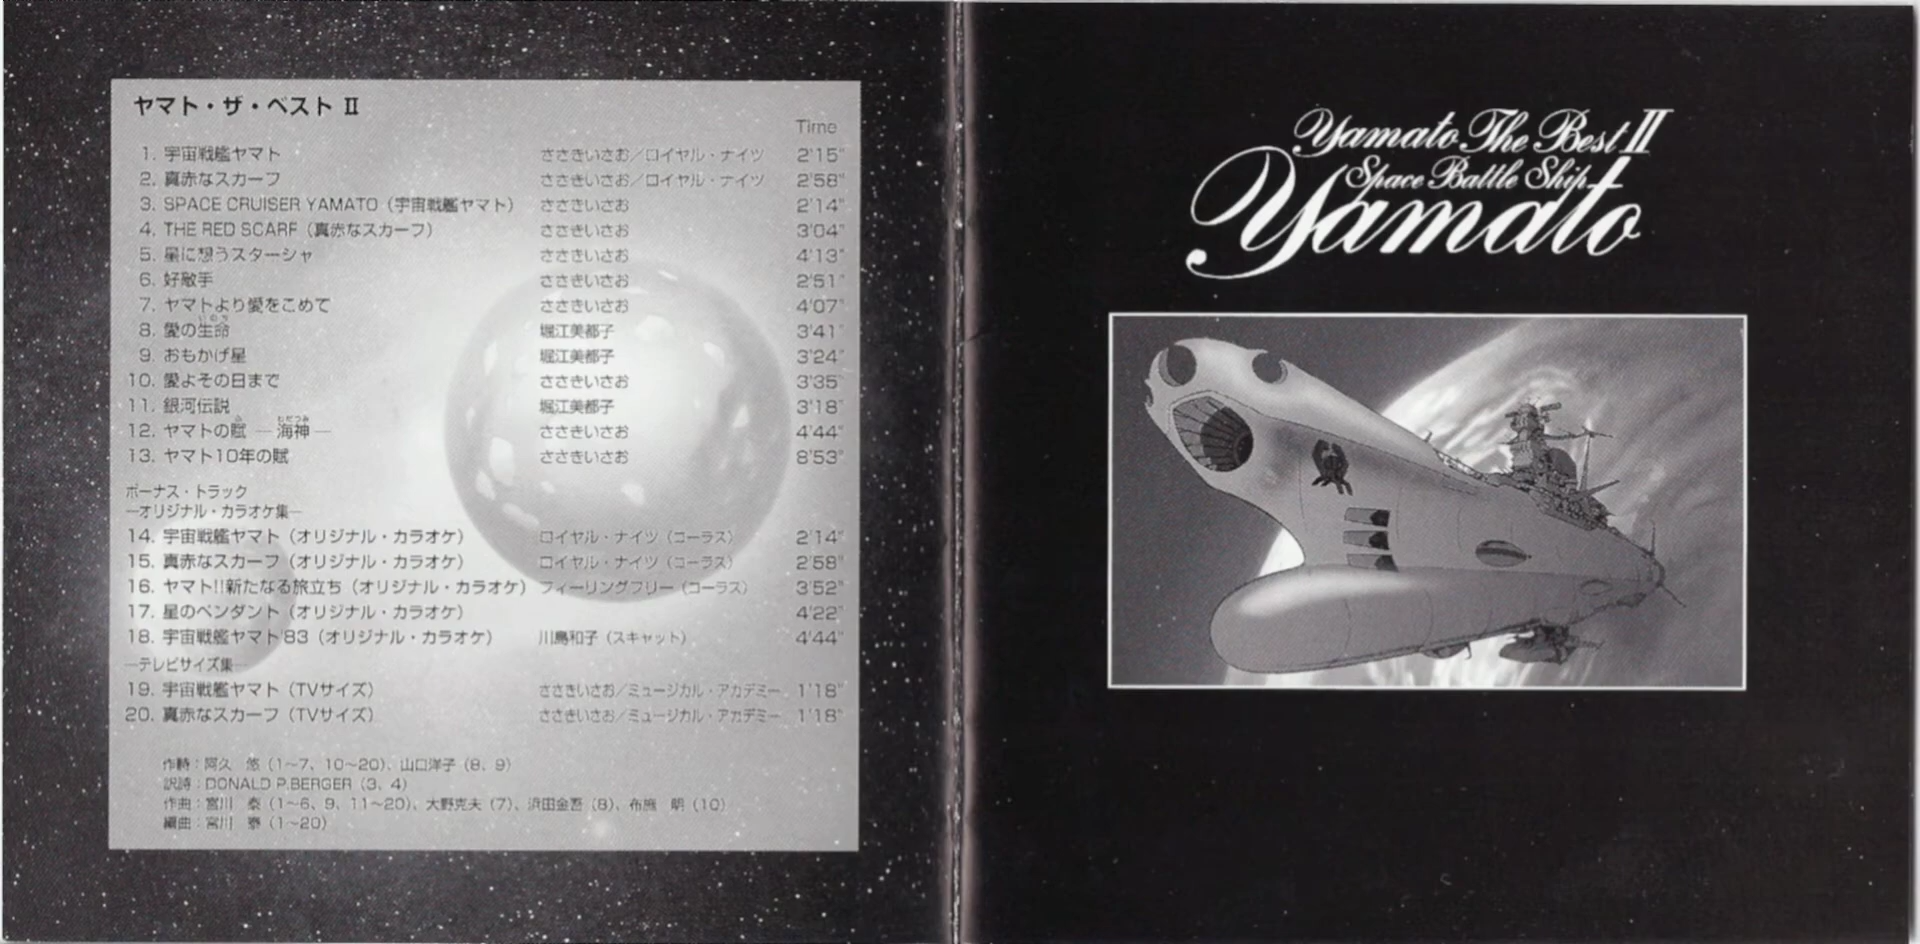 ヤマト・ザ・ベスト Ⅱ
Time
1. 宇宙戦艦ヤマト ささきいさお／ロイヤル・ナイツ 2'15"
2. 真赤なスカーフ ささきいさお／ロイヤル・ナイツ 2'58"
3. SPACE CRUISER YAMATO（宇宙戦艦ヤマト） ささきいさお 2'14"
4. THE RED SCARF（真赤なスカーフ） ささきいさお 3'04"
5. 星に想うスターシャ ささきいさお 4'13"
6. 好敵手 ささきいさお 2'51"
7. ヤマトより愛をこめて ささきいさお 4'07"
いのち
8. 愛の生命 堀江美都子 3'41"
9. おもかげ星 堀江美都子 3'24"
10. 愛よその日まで ささきいさお 3'35"
11. 銀河伝説 堀江美都子 3'18"
ふ わだつみ
12. ヤマトの賦 ―海神― ささきいさお 4'44"
13. ヤマト10年の賦 ささきいさお 8'53"
ボーナス・トラック
―オリジナル・カラオケ集―
14. 宇宙戦艦ヤマト（オリジナル・カラオケ） ロイヤル・ナイツ（コーラス） 2'14"
15. 真赤なスカーフ（オリジナル・カラオケ） ロイヤル・ナイツ（コーラス） 2'58"
16. ヤマト!!新たなる旅立ち（オリジナル・カラオケ） フィーリングフリー（コーラス） 3'52"
17. 星のペンダント（オリジナル・カラオケ） 4'22"
18. 宇宙戦艦ヤマト'83（オリジナル・カラオケ） 川島和子（スキャット） 4'44"
―テレビサイズ集―
19. 宇宙戦艦ヤマト（TVサイズ） ささきいさお／ミュージカル・アカデミー 1'18"
20. 真赤なスカーフ（TVサイズ） ささきいさお／ミュージカル・アカデミー 1'18"
作詩：阿久 悠（1〜7、10〜20）、山口洋子（8、9）
訳詩：DONALD P.BERGER（3、4）
作曲：宮川 泰（1〜6、9、11〜20）、大野克夫（7）、浜田金吾（8）、布施 明（10）
編曲：宮川 泰（1〜20）
Yamato The Best Ⅱ
Space Battle Ship
Yamato